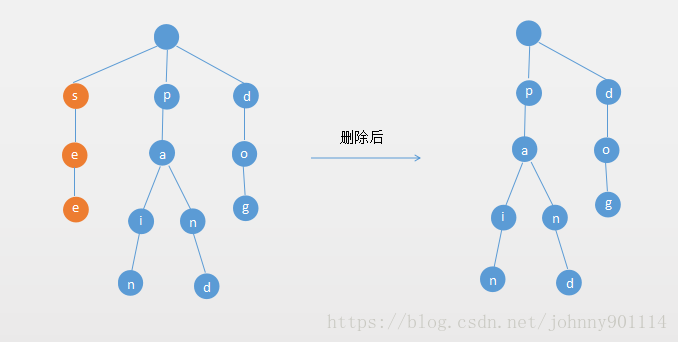 s p d
e a o
e i n g
n d
删除后
p d
a o
i n g
n d
https://blog.csdn.net/johnny901114